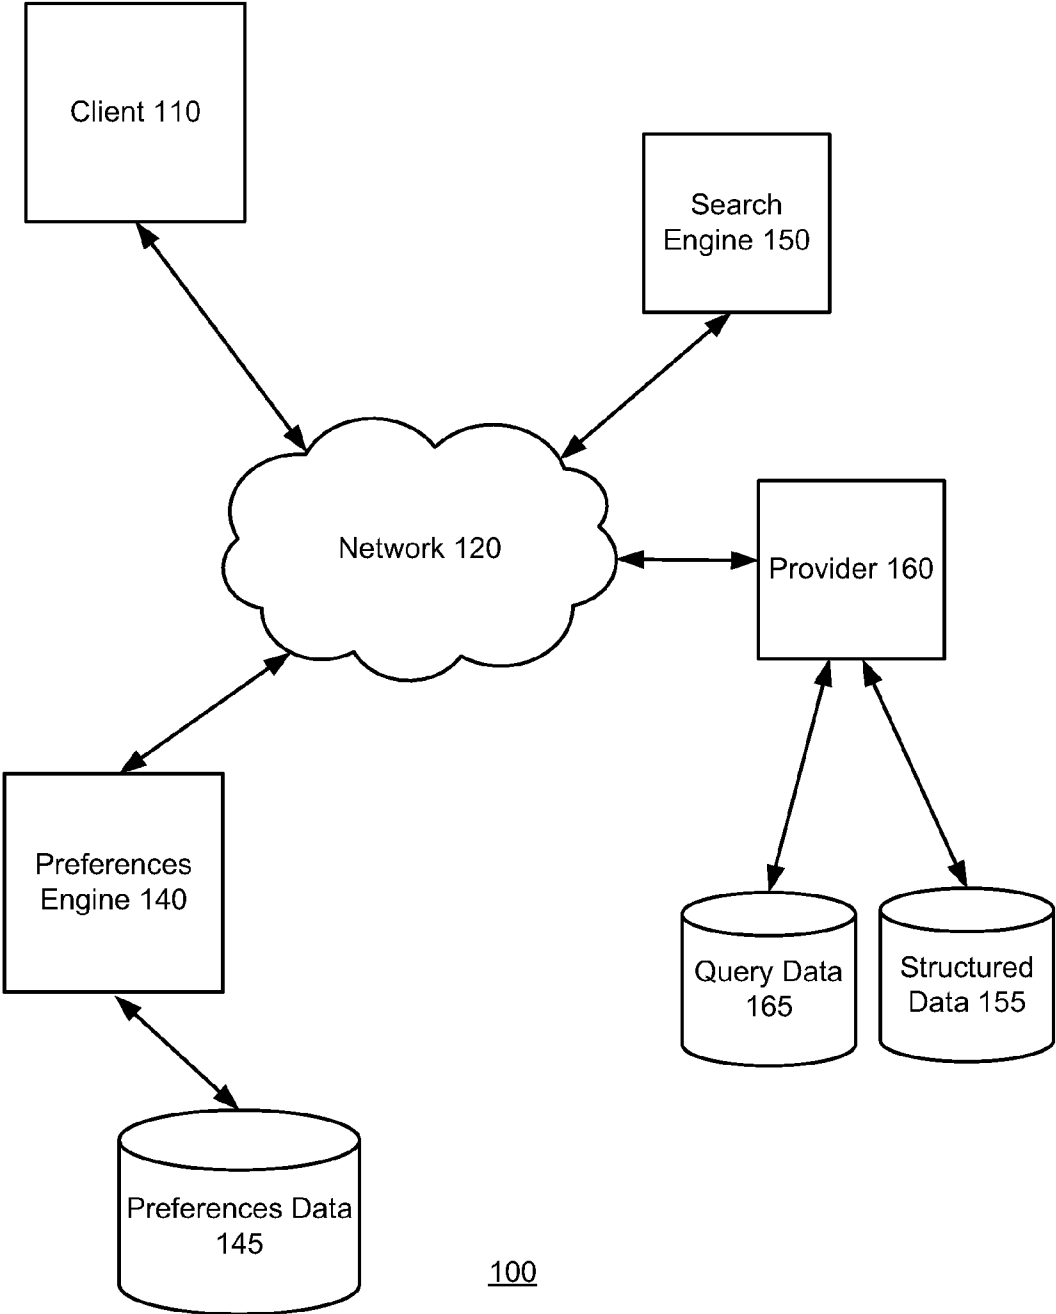 Client 110
Search
Engine 150
Network 120
Provider 160
Preferences
Engine 140
Query Data
165
Structured
Data 155
Preferences Data
145
100